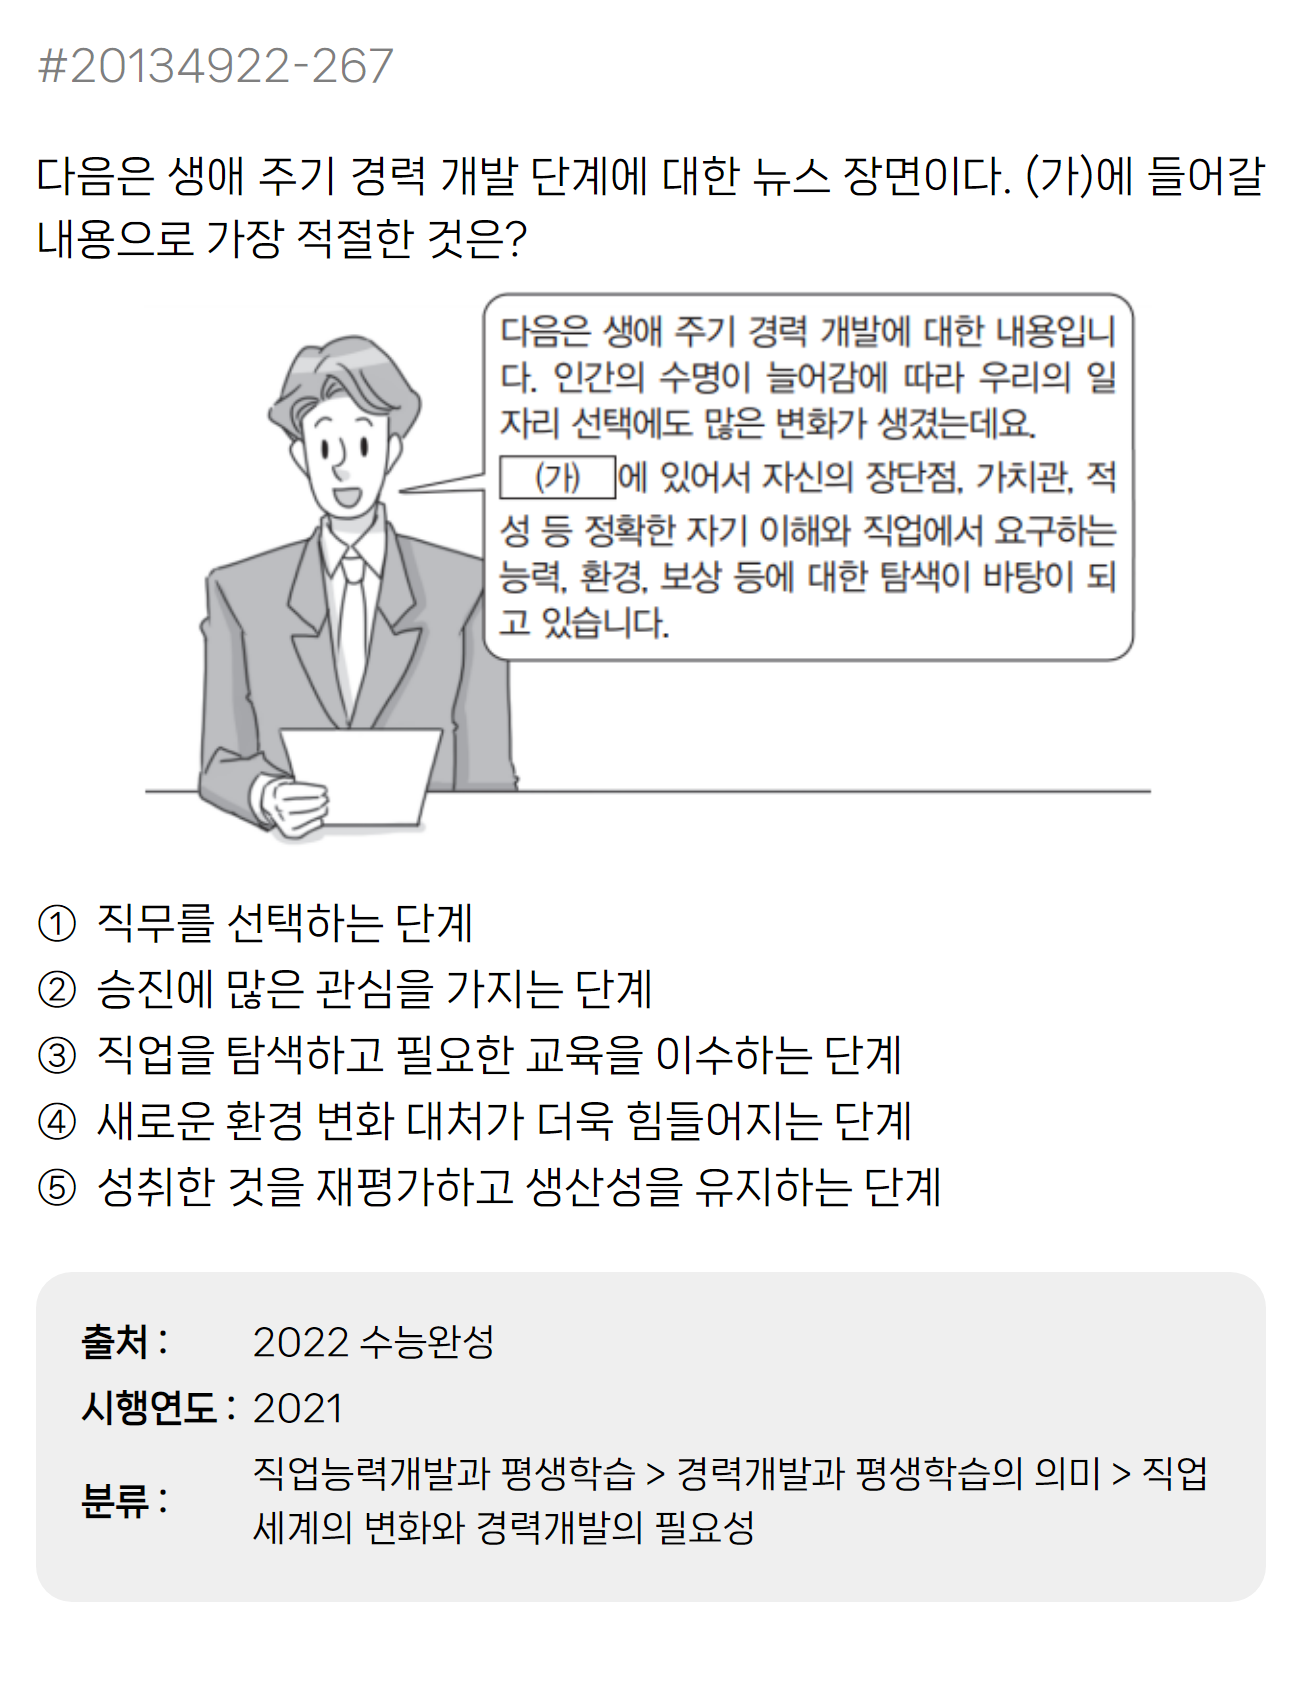 #20134922-267
다음은 생애 주기 경력 개발 단계에 대한 뉴스 장면이다. (가)에 들어갈
내용으로 가장 적절한 것은?
다음은 생애 주기 경력 개발에 대한 내용입니
다. 인간의 수명이 늘어감에 따라 우리의 일
자리 선택에도 많은 변화가 생겼는데요.
(가)에 있어서 자신의 장단점, 가치관, 적
성 등 정확한 자기 이해와 직업에서 요구하는
능력, 환경, 보상 등에 대한 탐색이 바탕이 되
고 있습니다.
① 직무를 선택하는 단계
② 승진에 많은 관심을 가지는 단계
③ 직업을 탐색하고 필요한 교육을 이수하는 단계
④ 새로운 환경 변화 대처가 더욱 힘들어지는 단계
⑤ 성취한 것을 재평가하고 생산성을 유지하는 단계
출처 : 2022 수능완성
시행연도 : 2021
분류 : 직업능력개발과 평생학습 > 경력개발과 평생학습의 의미 > 직업
세계의 변화와 경력개발의 필요성